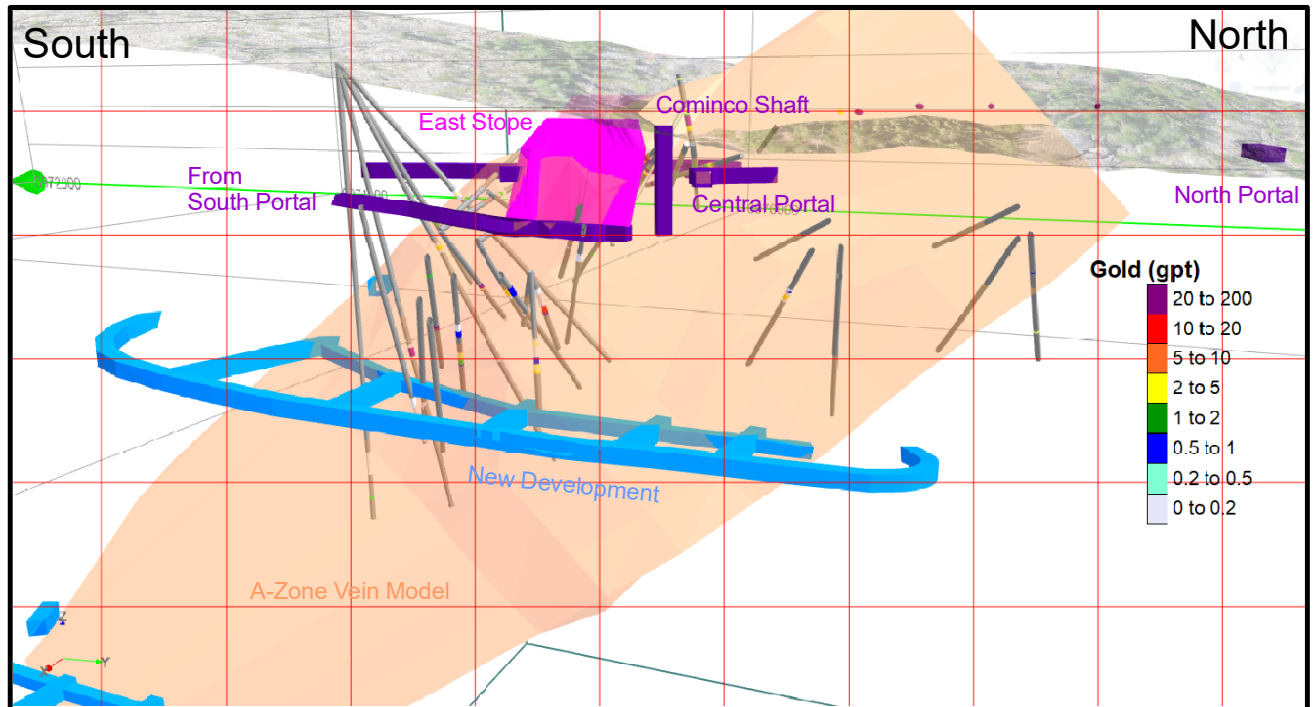 South
North
Cominco Shaft
East Stope
From
South Portal
Central Portal
North Portal
Gold (gpt)
20 to 200
10 to 20
5 to 10
2 to 5
1 to 2
0.5 to 1
0.2 to 0.5
0 to 0.2
New Development
A-Zone Vein Model
Z
X
Y